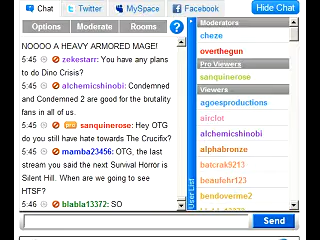 Chat Twitter MySpace Facebook Hide Chat
Options Moderate Rooms ?
NOOOO A HEAVY ARMORED MAGE!
5:45 zekestarr: You have any plans
to do Dino Crisis?
5:45 alchemicshinobi: Condemned
and Condemned 2 are good for the brutality
fans in all of us.
5:45 PRO sanquinerose: Hey OTG
do you still have hate towards The Crucifix?
5:45 mamba23456: OTG, the last
stream you said the next Survival Horror is
Silent Hill. When are we going to see
HTSF?
5:46 blabla13372: SO
User List
Moderators
cheze
overthegun
Pro Viewers
sanquinerose
Viewers
agoesproductions
airclot
alchemicshinobi
alphabronze
batcrak9213
beaufehr123
bendoverme2
blabla13372
Send